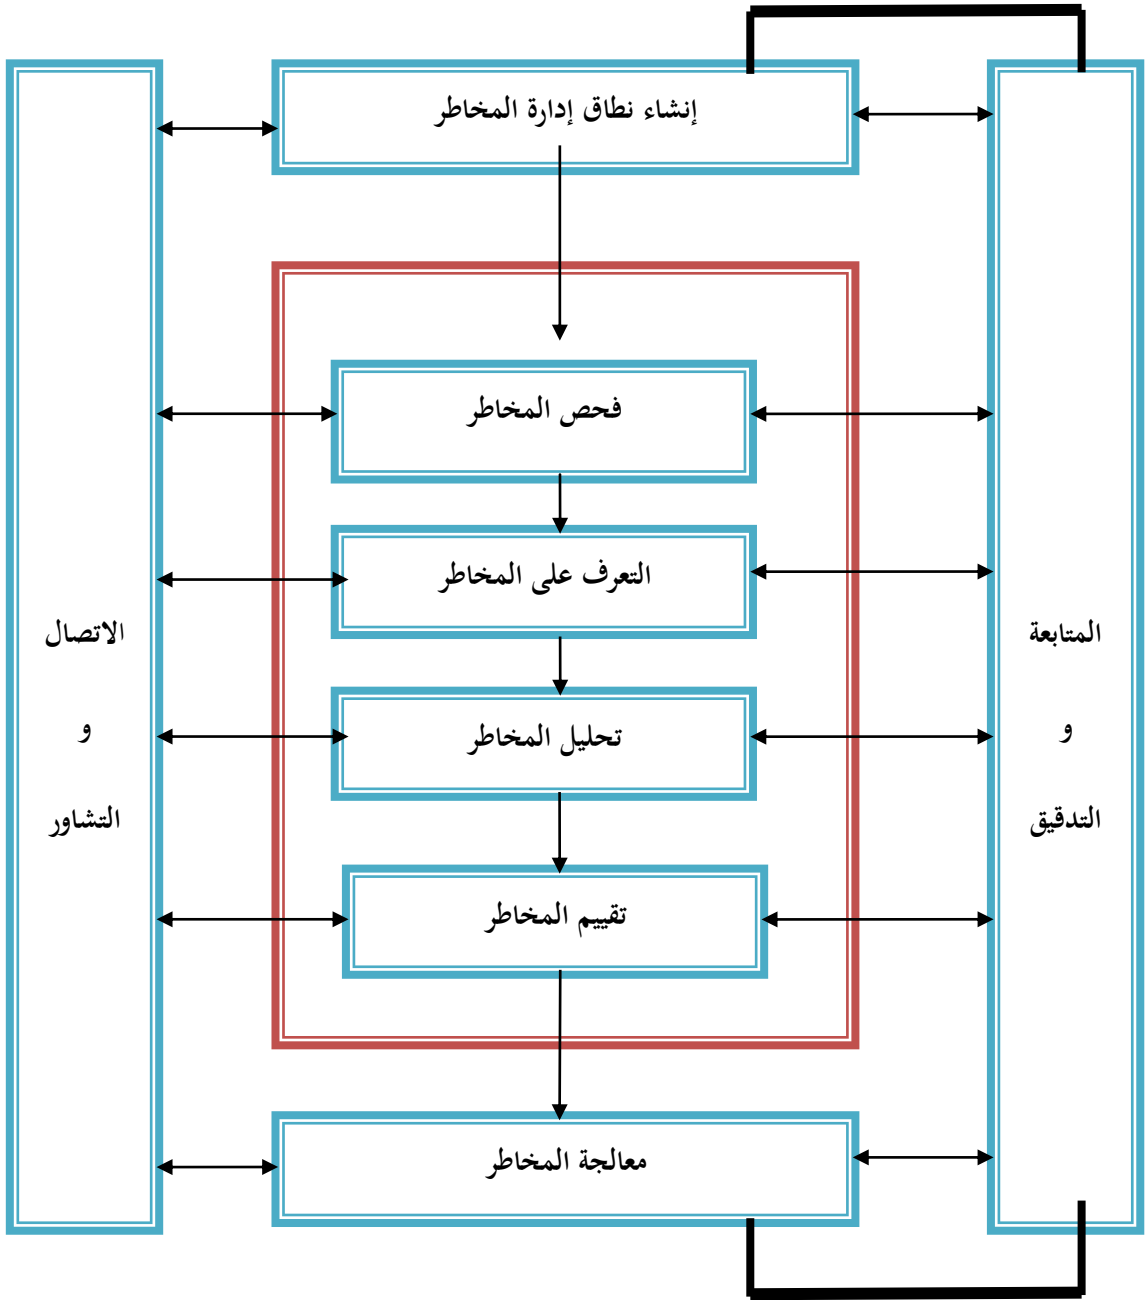 إنشاء نطاق إدارة المخاطر
فحص المخاطر
التعرف على المخاطر
تحليل المخاطر
تقييم المخاطر
معالجة المخاطر
المتابعة
و
التدقيق
الاتصال
و
التشاور